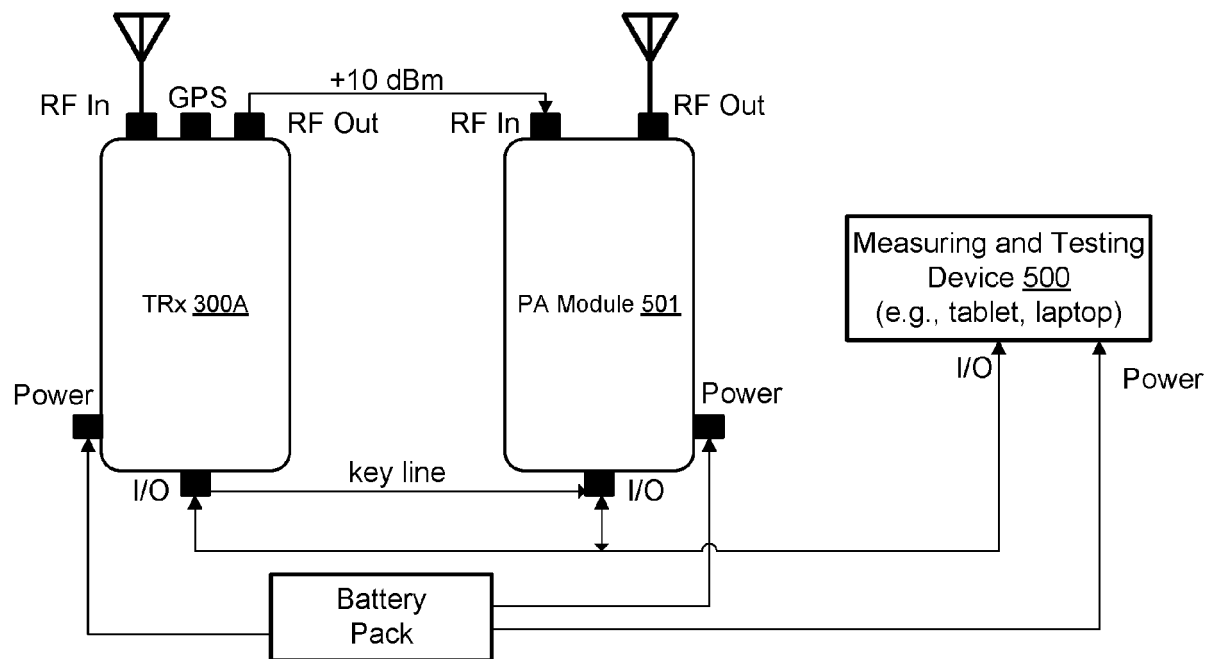 +10 dBm
RF In
GPS
RF Out
RF In
RF Out
TRx 300A
PA Module 501
Measuring and Testing
Device 500
(e.g., tablet, laptop)
I/O
Power
Power
Power
I/O
key line
I/O
Battery
Pack